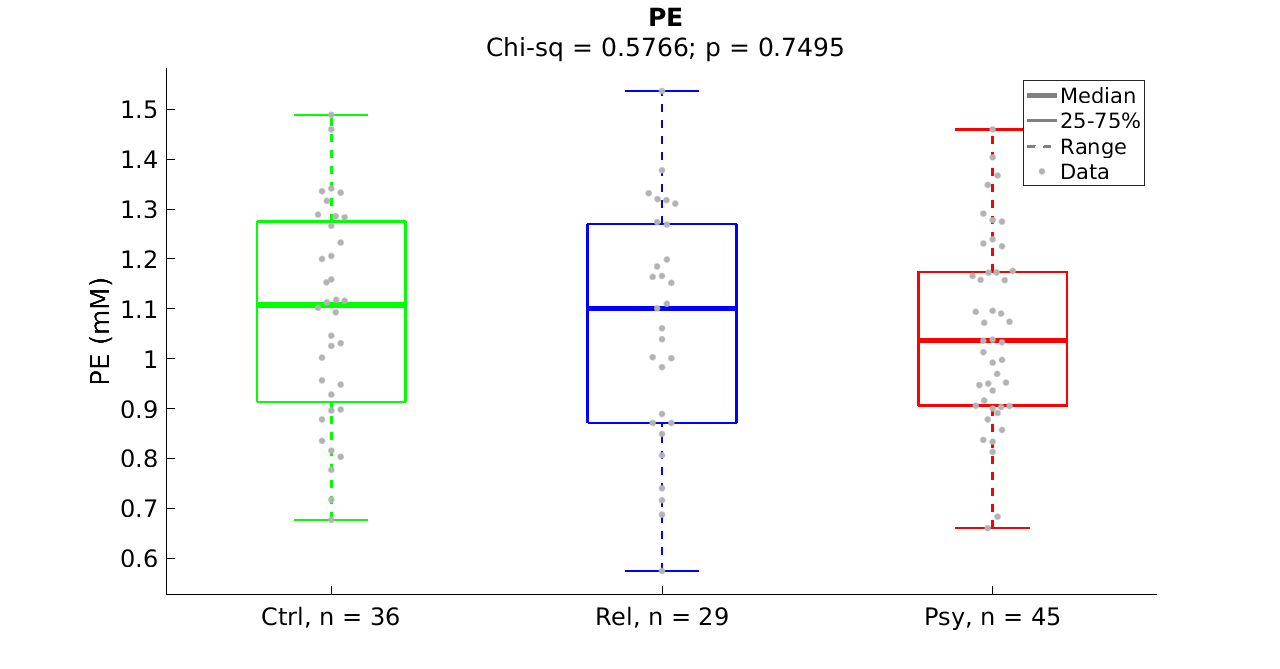 PE
Chi-sq = 0.5766; p = 0.7495
PE (mM)
1.5
1.4
1.3
1.2
1.1
1
0.9
0.8
0.7
0.6
Median
25-75%
Range
Data
Ctrl, n = 36
Rel, n = 29
Psy, n = 45